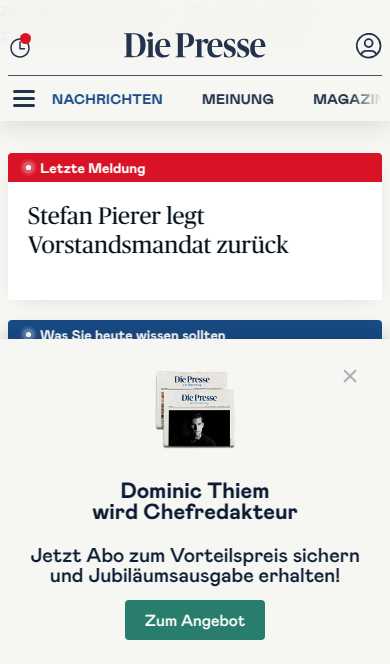 Die Presse
NACHRICHTEN MEINUNG MAGAZIN
Letzte Meldung
Stefan Pierer legt
Vorstandsmandat zurück
Was Sie heute wissen sollten
Die Presse
Die Presse
Dominic Thiem
wird Chefredakteur
Jetzt Abo zum Vorteilspreis sichern
und Jubiläumsausgabe erhalten!
Zum Angebot